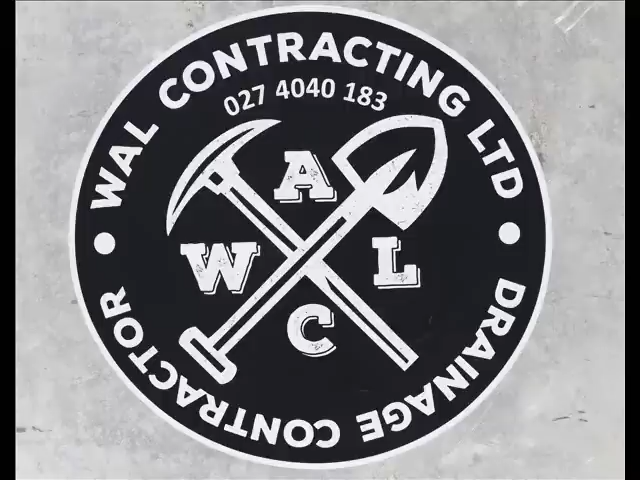 WAL CONTRACTING LTD
027 4040 183
A
W L
C
DRAINAGE CONTRACTOR